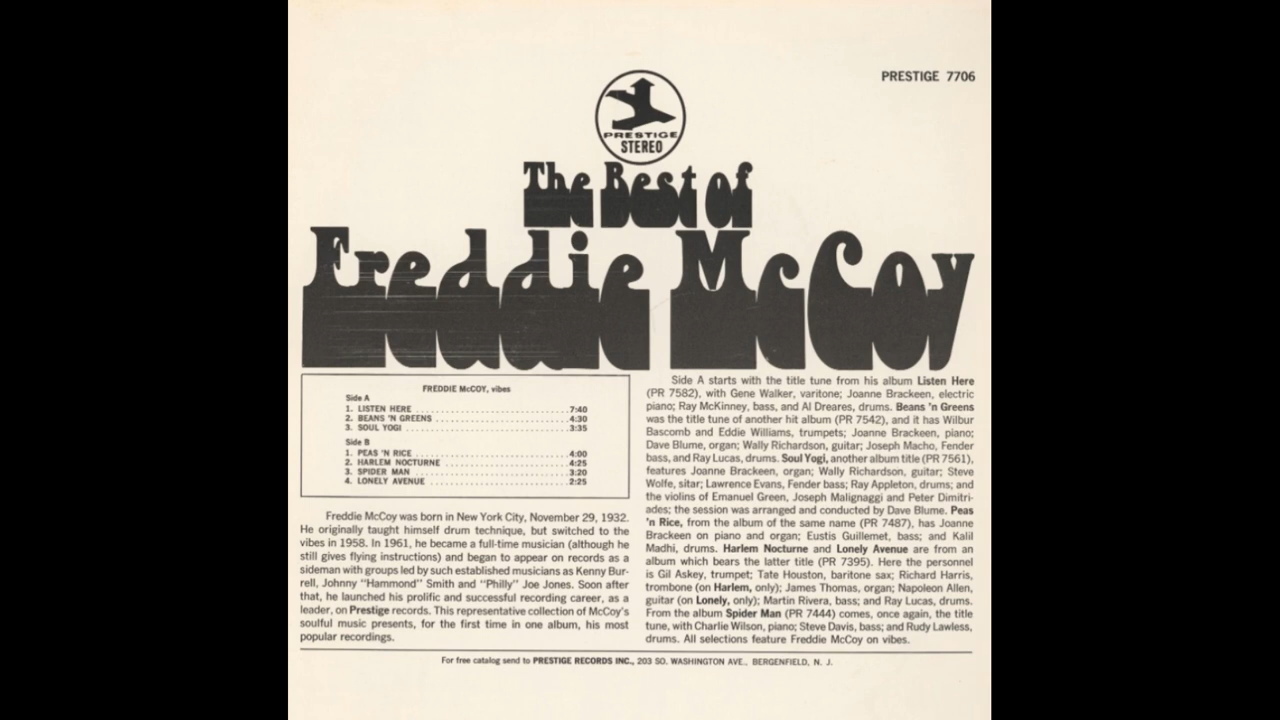 PRESTIGE 7706
PRESTIGE
STEREO
The Best of
Freddie McCoy
FREDDIE McCOY, vibes
Side A
1. LISTEN HERE . . . . . . . . . . . . . . . . . . . . . . . . . . . . . 7:40
2. BEANS 'N GREENS . . . . . . . . . . . . . . . . . . . . . . . . . 4:30
3. SOUL YOGI . . . . . . . . . . . . . . . . . . . . . . . . . . . . . . . 3:35
Side B
1. PEAS 'N RICE . . . . . . . . . . . . . . . . . . . . . . . . . . . . . 4:00
2. HARLEM NOCTURNE . . . . . . . . . . . . . . . . . . . . . . . 4:25
3. SPIDER MAN . . . . . . . . . . . . . . . . . . . . . . . . . . . . . 3:20
4. LONELY AVENUE . . . . . . . . . . . . . . . . . . . . . . . . . . 2:25
Freddie McCoy was born in New York City, November 29, 1932.
He originally taught himself drum technique, but switched to the
vibes in 1958. In 1961, he became a full-time musician (although he
still gives flying instructions) and began to appear on records as a
sideman with groups led by such established musicians as Kenny Bur-
rell, Johnny "Hammond" Smith and "Philly" Joe Jones. Soon after
that, he launched his prolific and successful recording career, as a
leader, on Prestige records. This representative collection of McCoy's
soulful music presents, for the first time in one album, his most
popular recordings.
Side A starts with the title tune from his album Listen Here
(PR 7582), with Gene Walker, varitone; Joanne Brackeen, electric
piano; Ray McKinney, bass, and Al Dreares, drums. Beans 'n Greens
was the title tune of another hit album (PR 7542), and it has Wilbur
Bascomb and Eddie Williams, trumpets; Joanne Brackeen, piano;
Dave Blume, organ; Wally Richardson, guitar; Joseph Macho, Fender
bass, and Ray Lucas, drums. Soul Yogi, another album title (PR 7561),
features Joanne Brackeen, organ; Wally Richardson, guitar; Steve
Wolfe, sitar; Lawrence Evans, Fender bass; Ray Appleton, drums; and
the violins of Emanuel Green, Joseph Malignaggi and Peter Dimitri-
ades; the session was arranged and conducted by Dave Blume. Peas
'n Rice, from the album of the same name (PR 7487), has Joanne
Brackeen on piano and organ; Eustis Guillemet, bass; and Kalil
Madhi, drums. Harlem Nocturne and Lonely Avenue are from an
album which bears the latter title (PR 7395). Here the personnel
is Gil Askey, trumpet; Tate Houston, baritone sax; Richard Harris,
trombone (on Harlem, only); James Thomas, organ; Napoleon Allen,
guitar (on Lonely, only); Martin Rivera, bass; and Ray Lucas, drums.
From the album Spider Man (PR 7444) comes, once again, the title
tune, with Charlie Wilson, piano; Steve Davis, bass; and Rudy Lawless,
drums. All selections feature Freddie McCoy on vibes.
For free catalog send to PRESTIGE RECORDS INC., 203 SO. WASHINGTON AVE., BERGENFIELD, N. J.